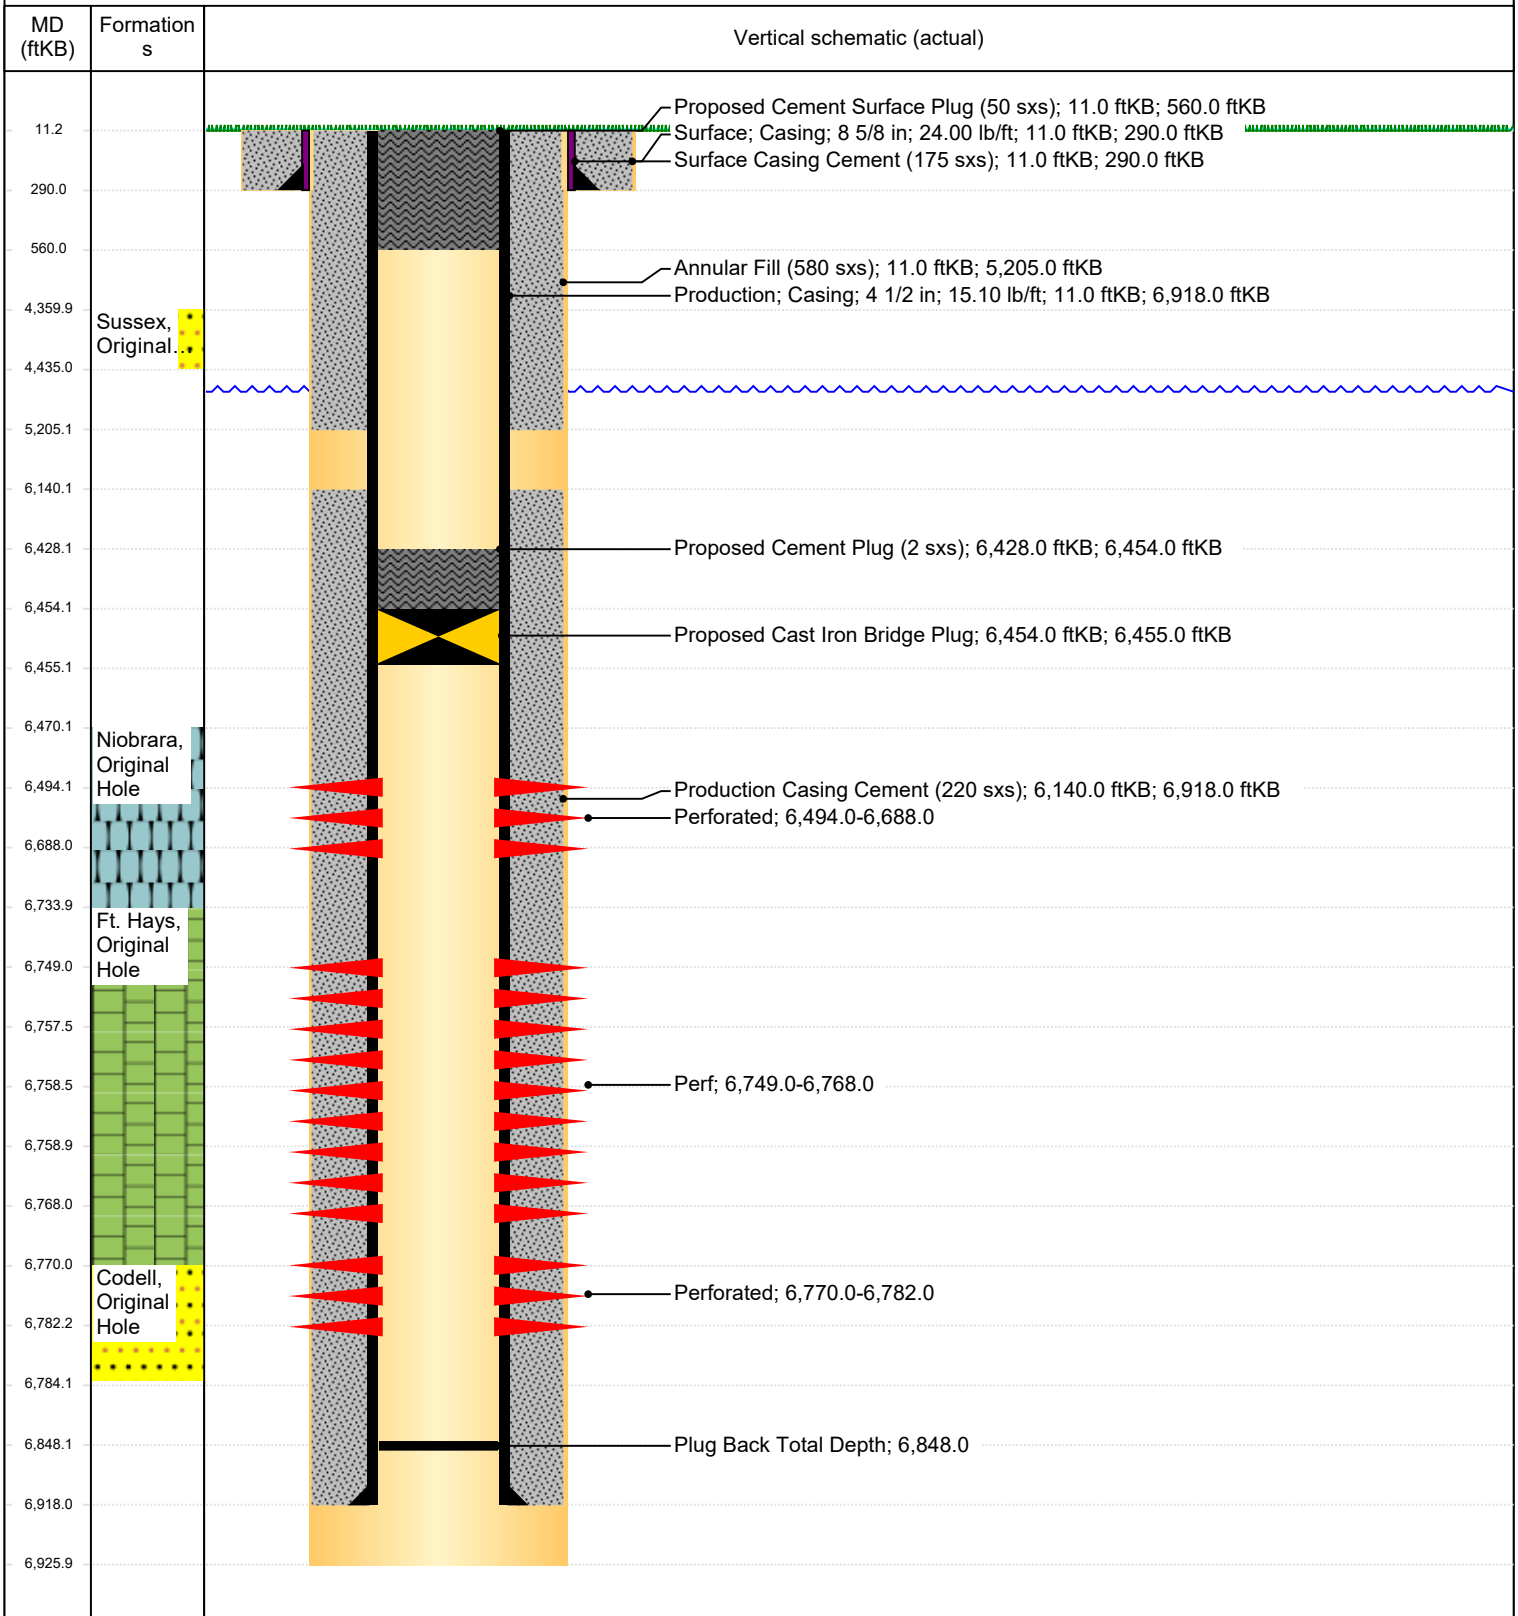 MD
(ftKB)
Formation
s
Vertical schematic (actual)
11.2
290.0
560.0
4,359.9
4,435.0
5,205.1
6,140.1
6,428.1
6,454.1
6,455.1
6,470.1
6,494.1
6,688.0
6,733.9
6,749.0
6,757.5
6,758.5
6,758.9
6,768.0
6,770.0
6,782.2
6,784.1
6,848.1
6,918.0
6,925.9
Sussex,
Original...
Niobrara,
Original
Hole
Ft. Hays,
Original
Hole
Codell,
Original
Hole
Proposed Cement Surface Plug (50 sxs); 11.0 ftKB; 560.0 ftKB
Surface; Casing; 8 5/8 in; 24.00 lb/ft; 11.0 ftKB; 290.0 ftKB
Surface Casing Cement (175 sxs); 11.0 ftKB; 290.0 ftKB
Annular Fill (580 sxs); 11.0 ftKB; 5,205.0 ftKB
Production; Casing; 4 1/2 in; 15.10 lb/ft; 11.0 ftKB; 6,918.0 ftKB
Proposed Cement Plug (2 sxs); 6,428.0 ftKB; 6,454.0 ftKB
Proposed Cast Iron Bridge Plug; 6,454.0 ftKB; 6,455.0 ftKB
Production Casing Cement (220 sxs); 6,140.0 ftKB; 6,918.0 ftKB
Perforated; 6,494.0-6,688.0
Perf; 6,749.0-6,768.0
Perforated; 6,770.0-6,782.0
Plug Back Total Depth; 6,848.0